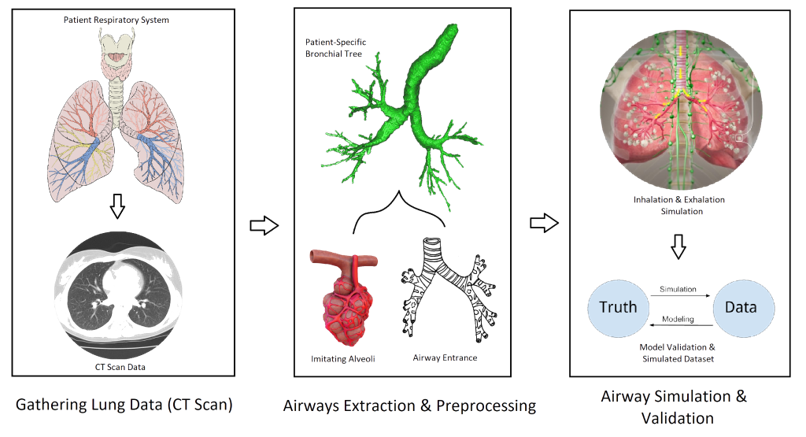 Patient Respiratory System
CT Scan Data
Gathering Lung Data (CT Scan)
Patient-Specific
Bronchial Tree
Imitating Alveoli
Airway Entrance
Airways Extraction & Preprocessing
Inhalation & Exhalation
Simulation
Truth
Simulation
Modeling
Data
Model Validation &
Simulated Dataset
Airway Simulation &
Validation